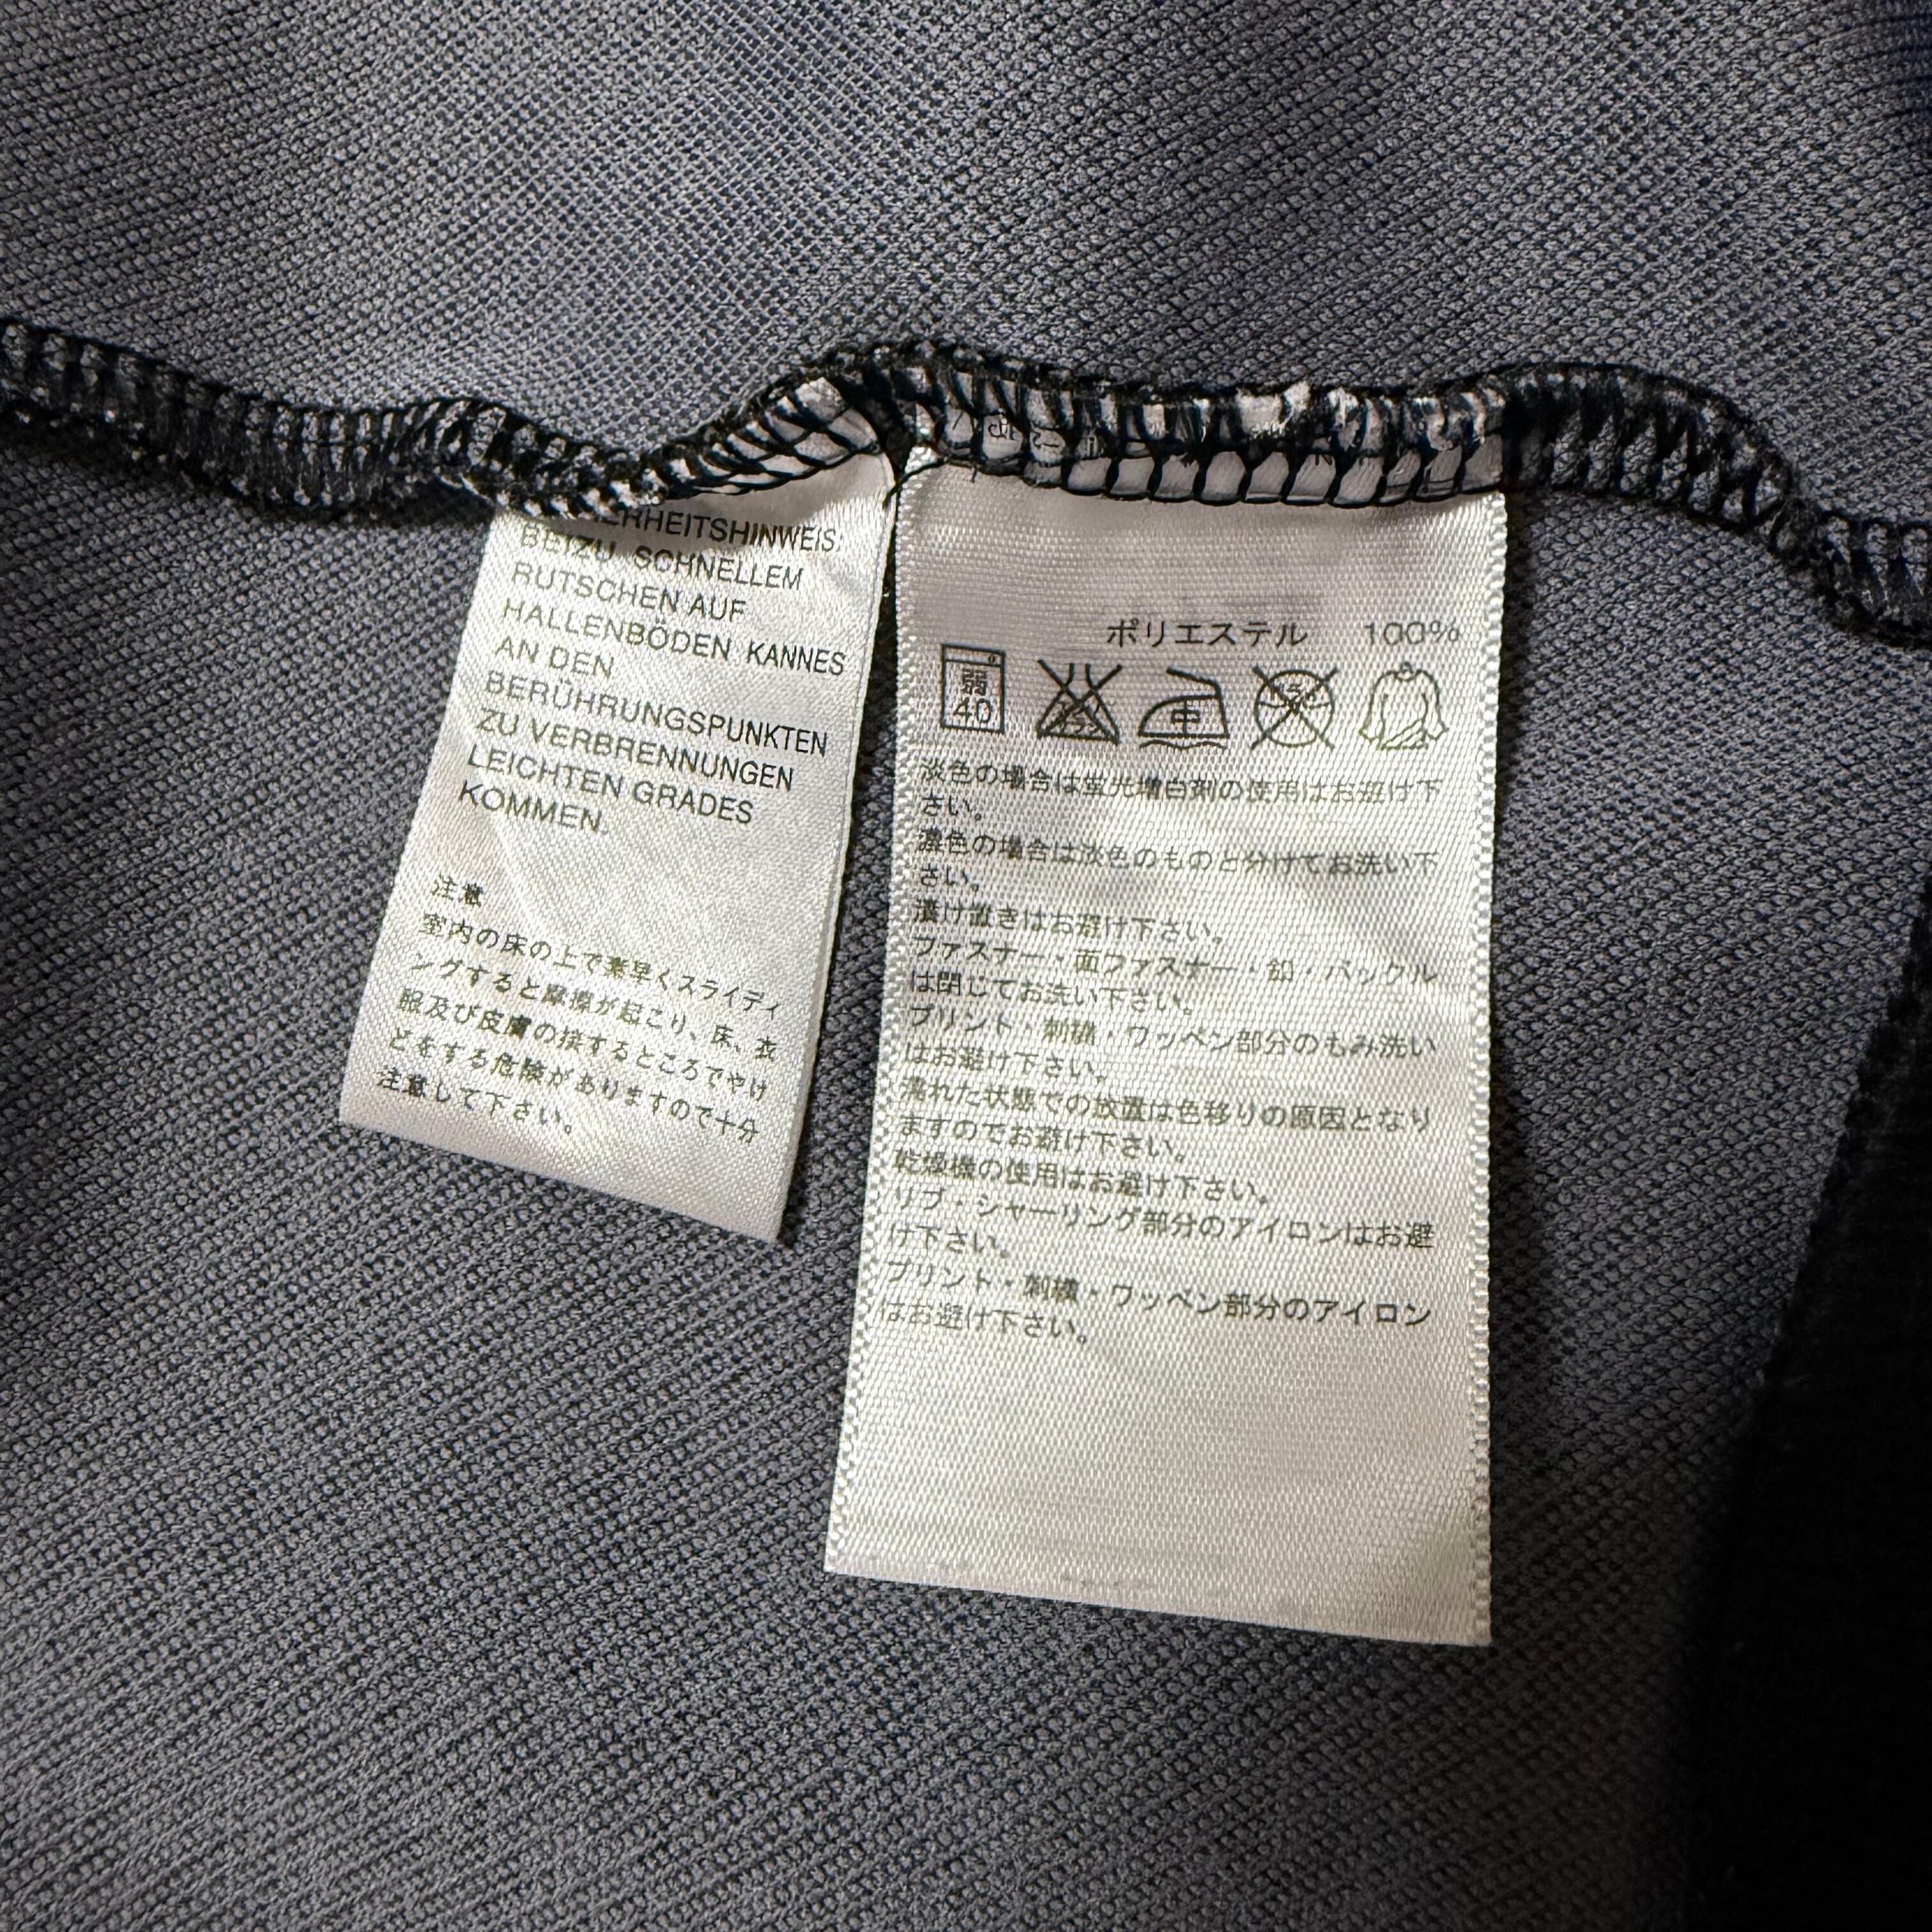 ERHEITSHINWEIS:
BEIZU SCHNELLEM
RUTSCHEN AUF
HALLENBÖDEN KANNES
AN DEN
BERÜHRUNGSPUNKTEN
ZU VERBRENNUNGEN
LEICHTEN GRADES
KOMMEN.
注意
室内の床の上で素早くスライディ
ングすると摩擦が起こり、床、衣
服及び皮膚の接するところでやけ
どをする危険がありますので十分
注意して下さい。
ポリエステル 100%
弱
40
中
淡色の場合は蛍光増白剤の使用はお避け下
さい。
濃色の場合は淡色のものと分けてお洗い下
さい。
漬け置きはお避け下さい。
ファスナー・面ファスナー・釦・バックル
は閉じてお洗い下さい。
プリント・刺繍・ワッペン部分のもみ洗い
はお避け下さい。
濡れた状態での放置は色移りの原因となり
ますのでお避け下さい。
乾燥機の使用はお避け下さい。
リブ・シャーリング部分のアイロンはお避
け下さい。
プリント・刺繍・ワッペン部分のアイロン
はお避け下さい。